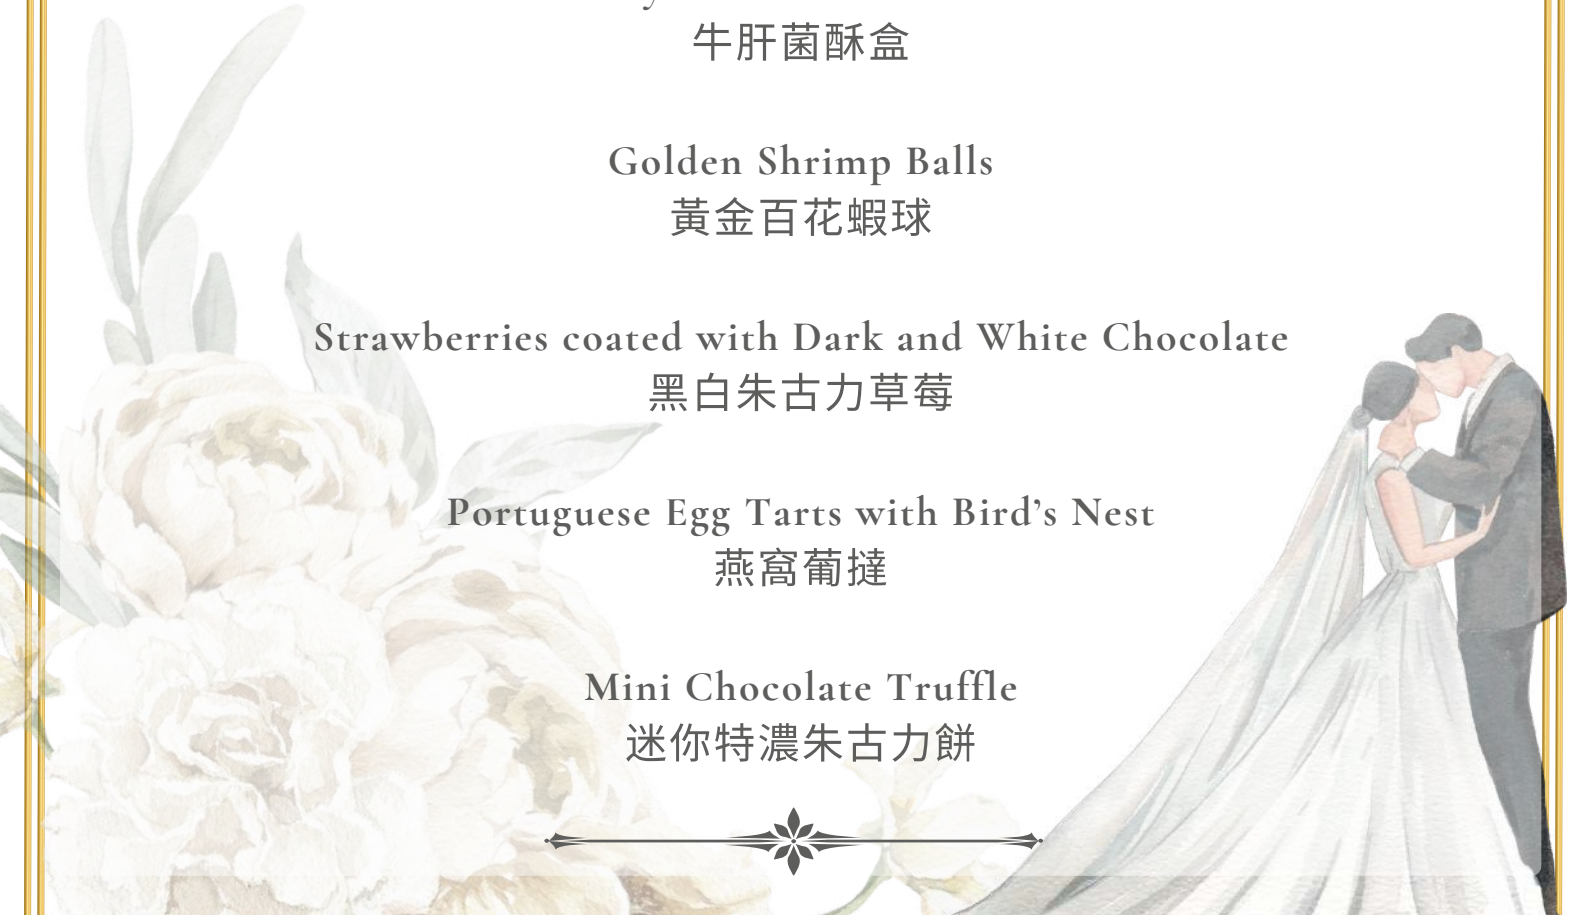 牛肝菌酥盒
Golden Shrimp Balls
黃金百花蝦球
Strawberries coated with Dark and White Chocolate
黑白朱古力草莓
Portuguese Egg Tarts with Bird’s Nest
燕窩葡撻
Mini Chocolate Truffle
迷你特濃朱古力餅